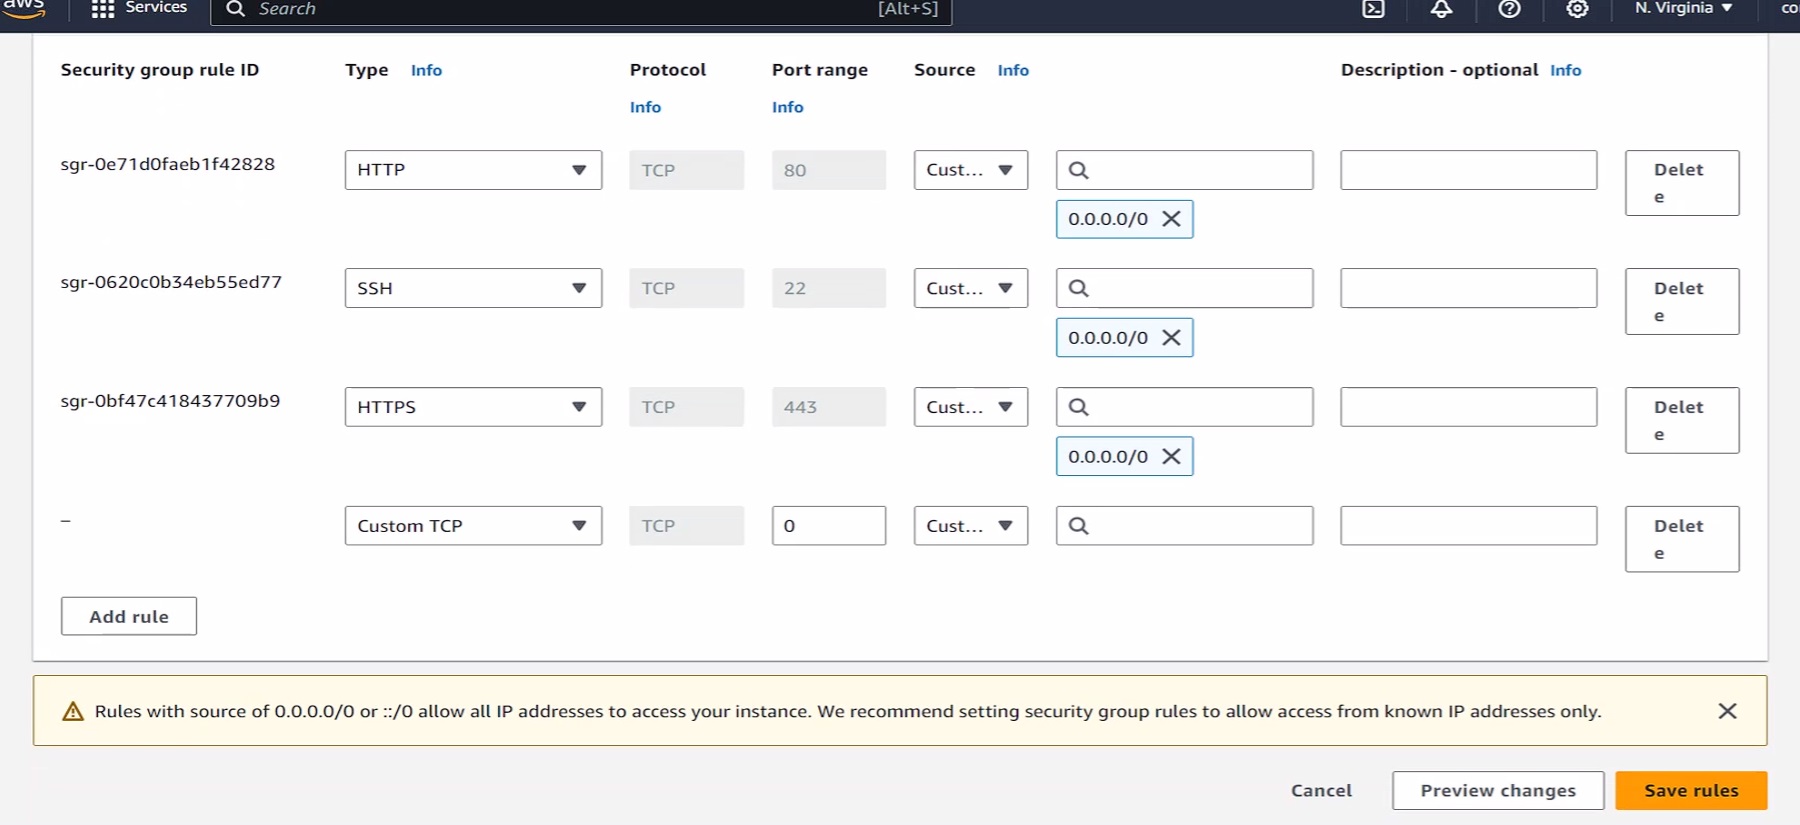 aws Services Search [Alt+S] N. Virginia
Security group rule ID Type Info Protocol Port range Source Info Description - optional Info
Info Info
sgr-0e71d0faeb1f42828 HTTP TCP 80 Cust... Delet
e
0.0.0.0/0
sgr-0620c0b34eb55ed77 SSH TCP 22 Cust... Delet
e
0.0.0.0/0
sgr-0bf47c418437709b9 HTTPS TCP 443 Cust... Delet
e
0.0.0.0/0
– Custom TCP TCP 0 Cust... Delet
e
Add rule
Rules with source of 0.0.0.0/0 or ::/0 allow all IP addresses to access your instance. We recommend setting security group rules to allow access from known IP addresses only.
Cancel Preview changes Save rules